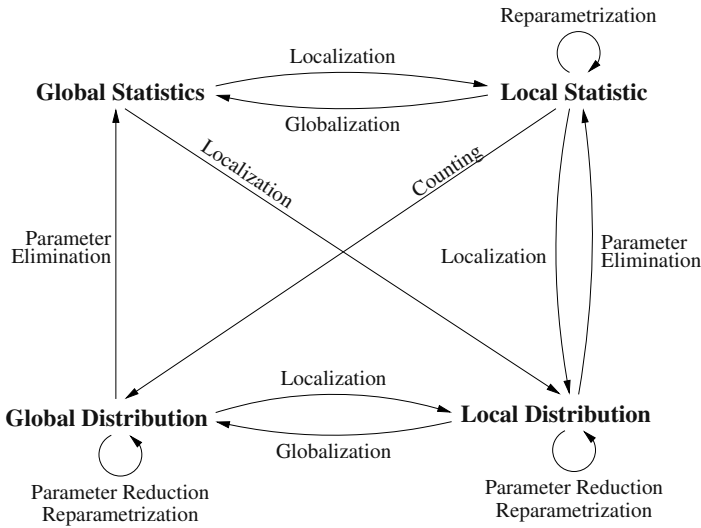 Reparametrization
Localization
Global Statistics
Local Statistic
Globalization
Localization
Counting
Parameter
Elimination
Localization
Parameter
Elimination
Localization
Global Distribution
Local Distribution
Globalization
Parameter Reduction
Reparametrization
Parameter Reduction
Reparametrization